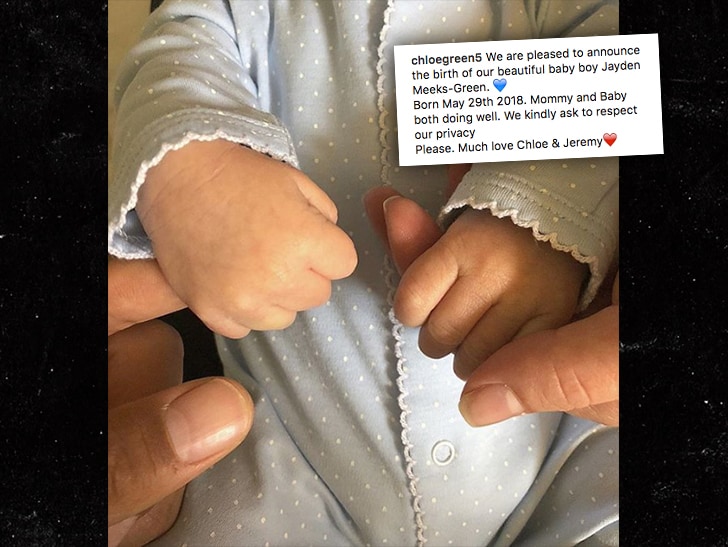 chloegreen5 We are pleased to announce
the birth of our beautiful baby boy Jayden
Meeks-Green. 💙
Born May 29th 2018. Mommy and Baby
both doing well. We kindly ask to respect
our privacy
Please. Much love Chloe & Jeremy❤️